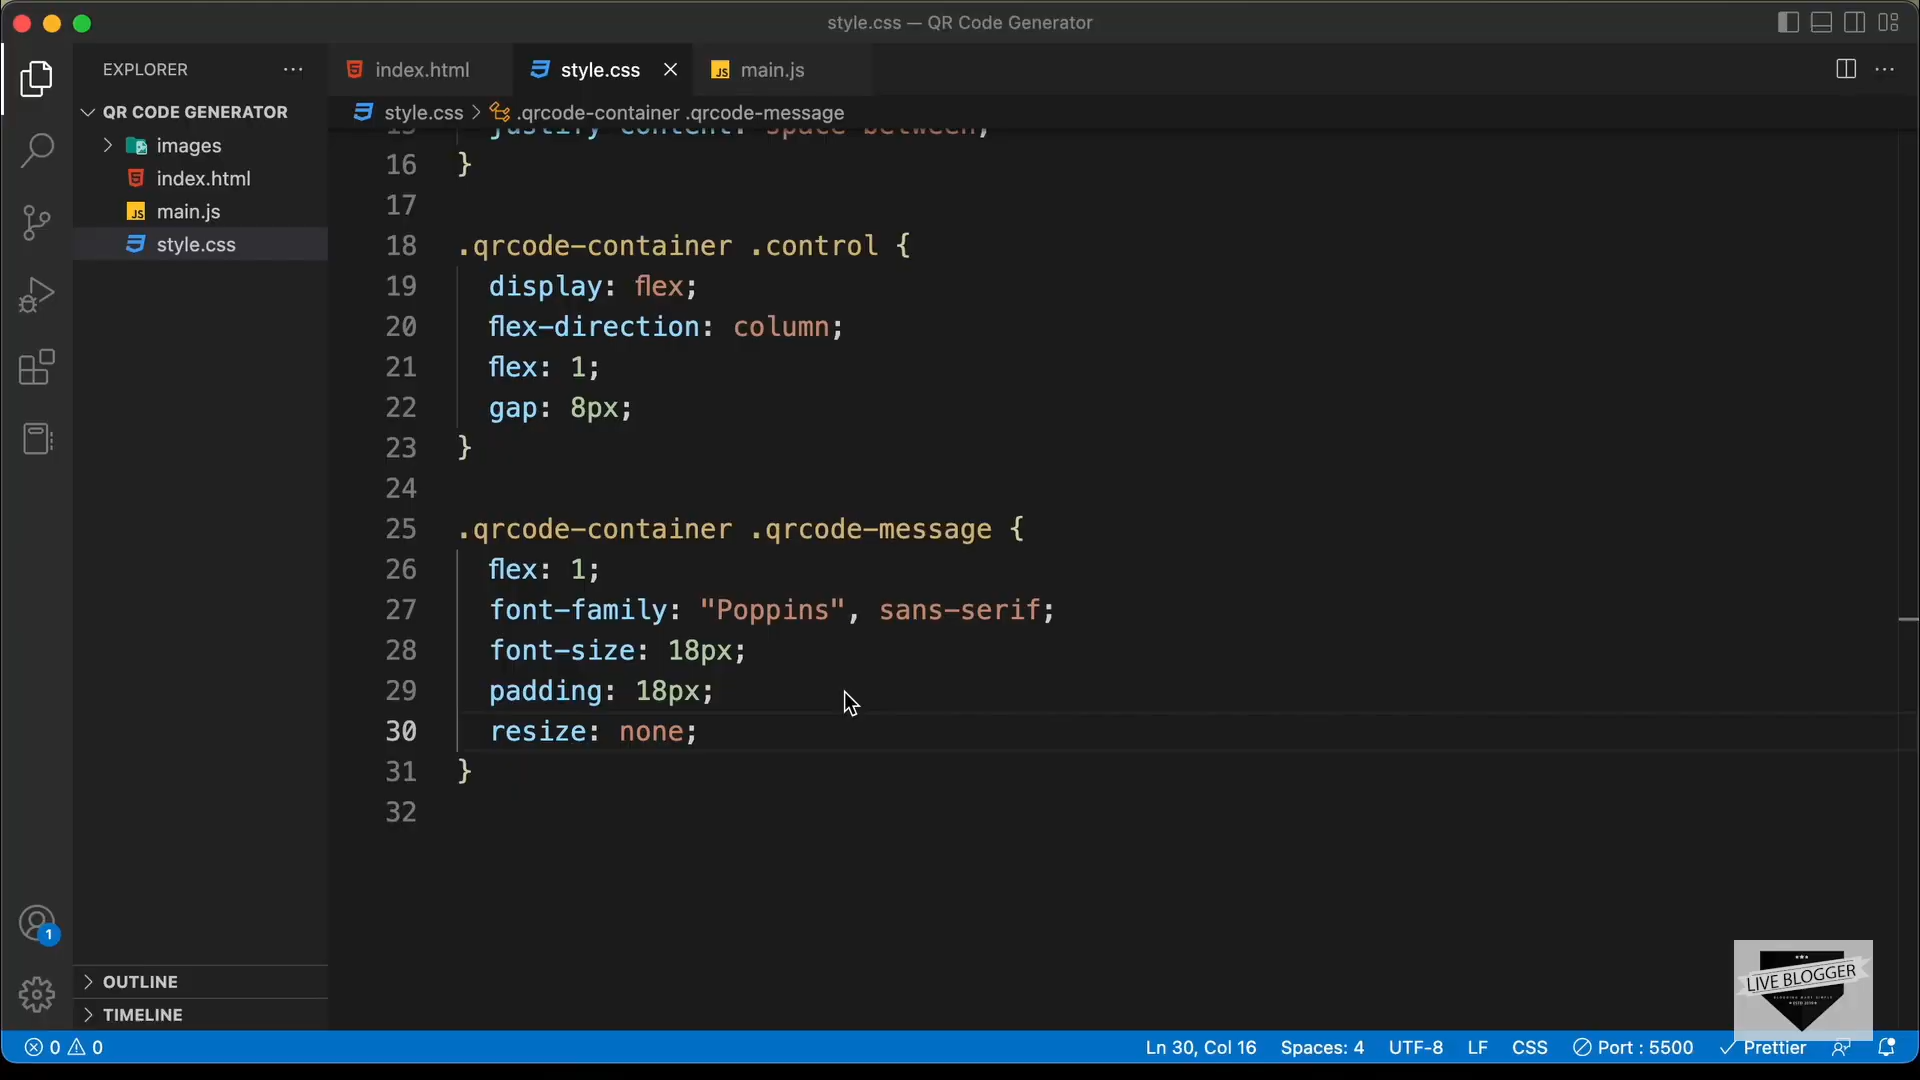 style.css — QR Code Generator
EXPLORER
index.html
style.css
main.js
QR CODE GENERATOR
style.css > .qrcode-container .qrcode-message
images
index.html
main.js
style.css
15 justify-content: space-between;
16 }
17
18 .qrcode-container .control {
19 display: flex;
20 flex-direction: column;
21 flex: 1;
22 gap: 8px;
23 }
24
25 .qrcode-container .qrcode-message {
26 flex: 1;
27 font-family: "Poppins", sans-serif;
28 font-size: 18px;
29 padding: 18px;
30 resize: none;
31 }
32
1
OUTLINE
TIMELINE
LIVE BLOGGER
0 0
Ln 30, Col 16 Spaces: 4 UTF-8 LF CSS Port : 5500 Prettier